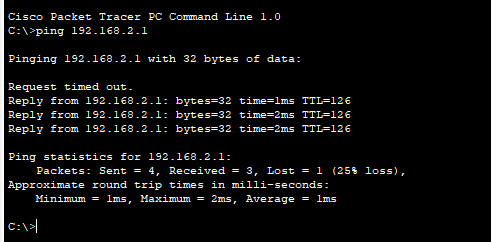 Cisco Packet Tracer PC Command Line 1.0
C:\>ping 192.168.2.1
Pinging 192.168.2.1 with 32 bytes of data:
Request timed out.
Reply from 192.168.2.1: bytes=32 time=1ms TTL=126
Reply from 192.168.2.1: bytes=32 time=2ms TTL=126
Reply from 192.168.2.1: bytes=32 time=2ms TTL=126
Ping statistics for 192.168.2.1:
Packets: Sent = 4, Received = 3, Lost = 1 (25% loss),
Approximate round trip times in milli-seconds:
Minimum = 1ms, Maximum = 2ms, Average = 1ms
C:\>